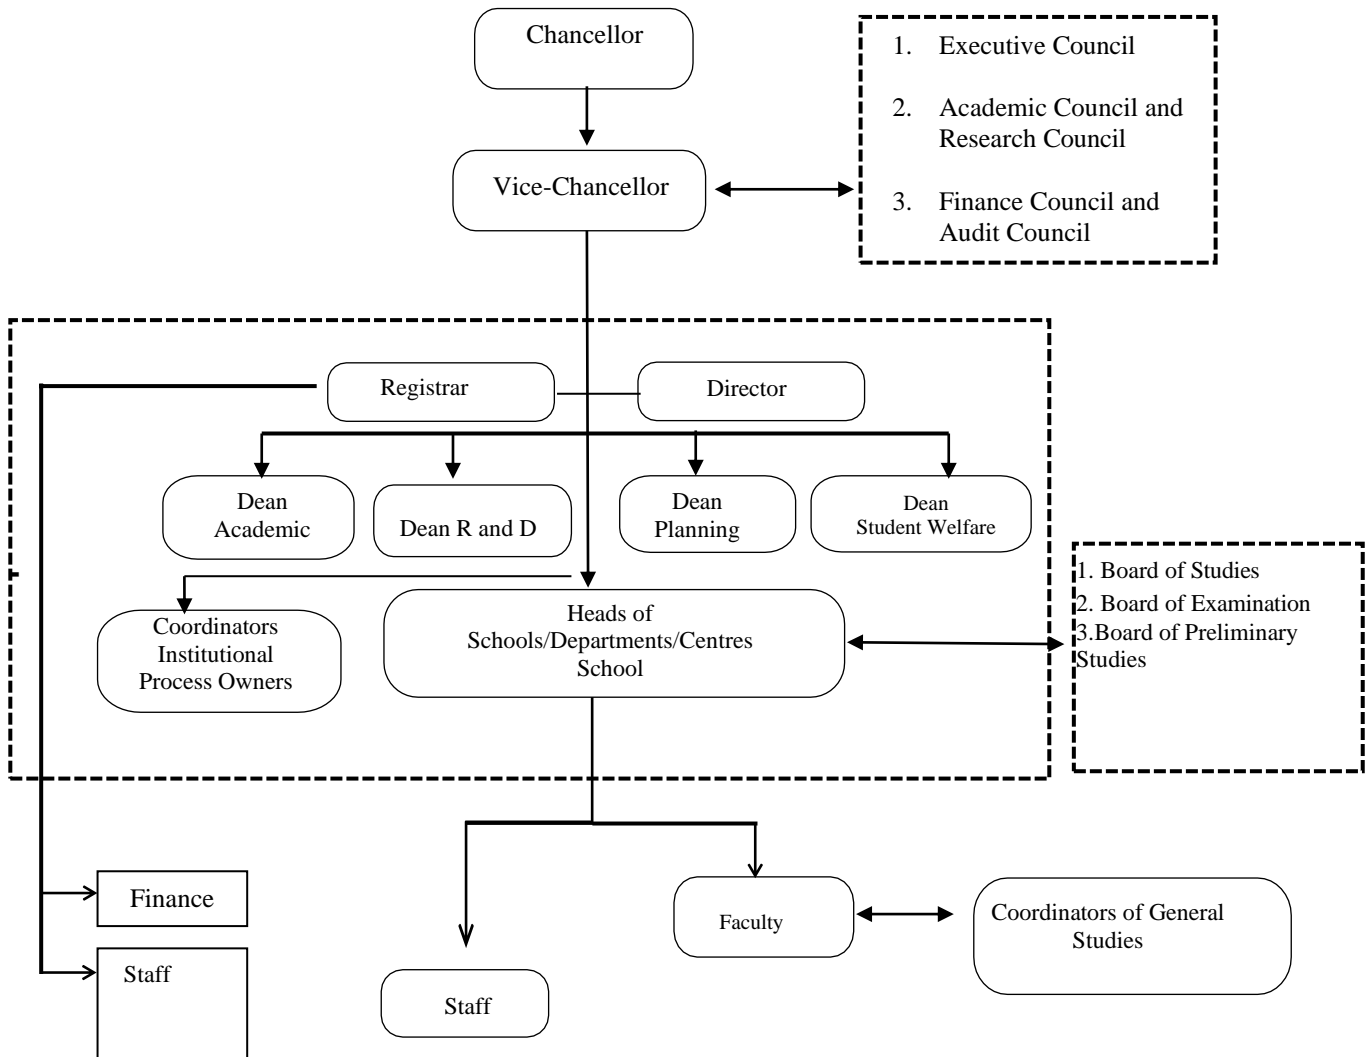 Chancellor
1. Executive Council
2. Academic Council and
Research Council
3. Finance Council and
Audit Council
Vice-Chancellor
Registrar
Director
Dean
Academic
Dean R and D
Dean
Planning
Dean
Student Welfare
1. Board of Studies
2. Board of Examination
3.Board of Preliminary
Studies
Coordinators
Institutional
Process Owners
Heads of
Schools/Departments/Centres
School
Finance
Staff
Staff
Faculty
Coordinators of General
Studies